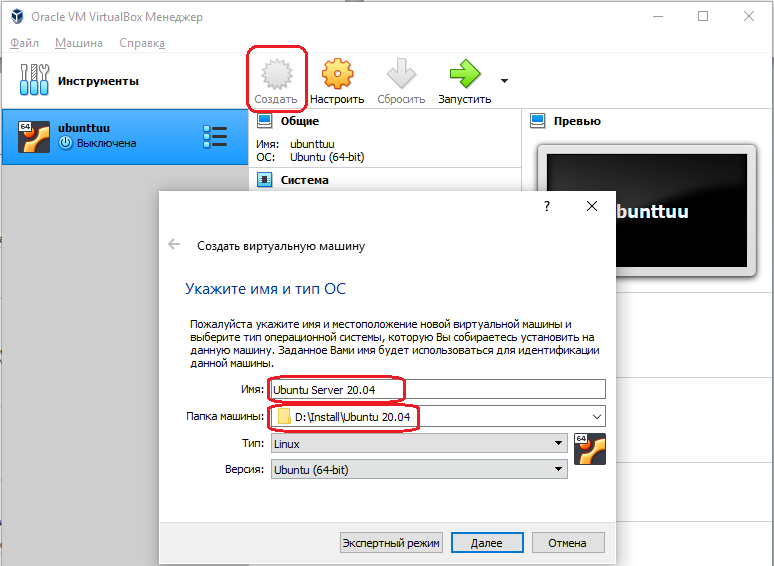 Oracle VM VirtualBox Менеджер
Файл Машина Справка
Инструменты
Создать Настроить Сбросить Запустить
64
ubunttuu
Выключена
Общие
Имя: ubunttuu
ОС: Ubuntu (64-bit)
Система
Превью
bunttuu
?
Создать виртуальную машину
Укажите имя и тип ОС
Пожалуйста укажите имя и местоположение новой виртуальной машины и
выберите тип операционной системы, которую Вы собираетесь установить на
данную машину. Заданное Вами имя будет использоваться для идентификации
данной машины.
Имя: Ubuntu Server 20.04
Папка машины: D:\Install\Ubuntu 20.04
Тип: Linux
64
Версия: Ubuntu (64-bit)
Экспертный режим Далее Отмена